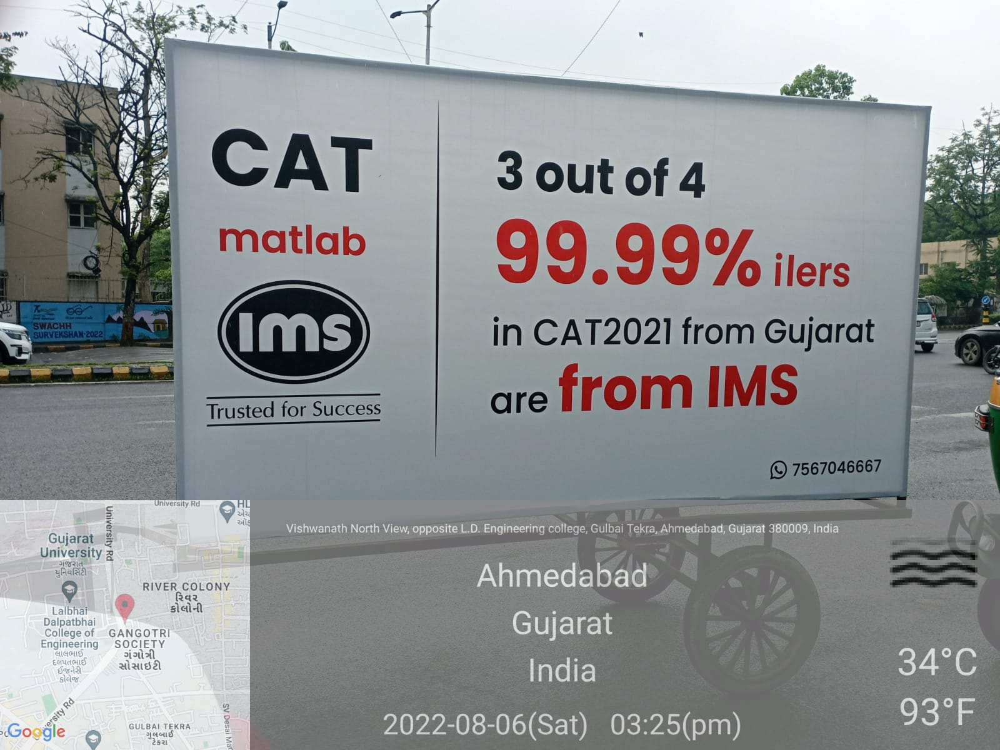 CAT
matlab
ims
Trusted for Success
3 out of 4
99.99% ilers
in CAT2021 from Gujarat
are from IMS
7567046667
SWACHH
SURVEKSHAN-2022
University Rd
University Rd
HL
Gujarat
University
ગુજરાત
યુનિવર્સિટી
RIVER COLONY
રિવર
કોલોની
Lalbhai
Dalpatbhai
College of
Engineering
લાલભાઈ
દલપતભાઈ
ઈજનેરી
કોલેજ
GANGOTRI
SOCIETY
ગંગોત્રી
સોસાઇટી
ersity Rd
GULBAI TEKRA
ગુલબાઈ
ટેકરા
SV Desai Mar
Google
Vishwanath North View, opposite L.D. Engineering college, Gulbai Tekra, Ahmedabad, Gujarat 380009, India
Ahmedabad
Gujarat
India
2022-08-06(Sat) 03:25(pm)
34°C
93°F